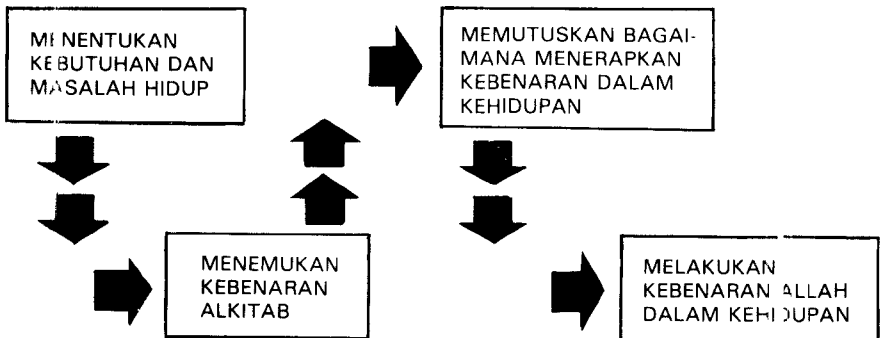 MENENTUKAN
KEBUTUHAN DAN
MASALAH HIDUP
MENEMUKAN
KEBENARAN
ALKITAB
MEMUTUSKAN BAGAI-
MANA MENERAPKAN
KEBENARAN DALAM
KEHIDUPAN
MELAKUKAN
KEBENARAN ALLAH
DALAM KEHIDUPAN